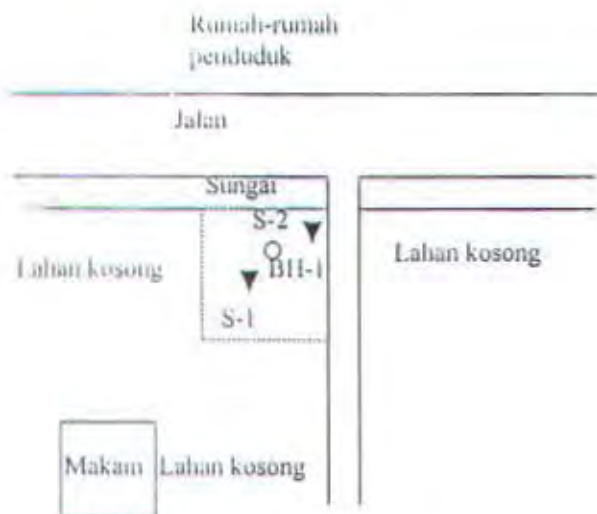 Rumah-rumah
penduduk
Jalan
Sungai
S-2
Lahan kosong
BH-1
Lahan kosong
S-1
Makam
Lahan kosong